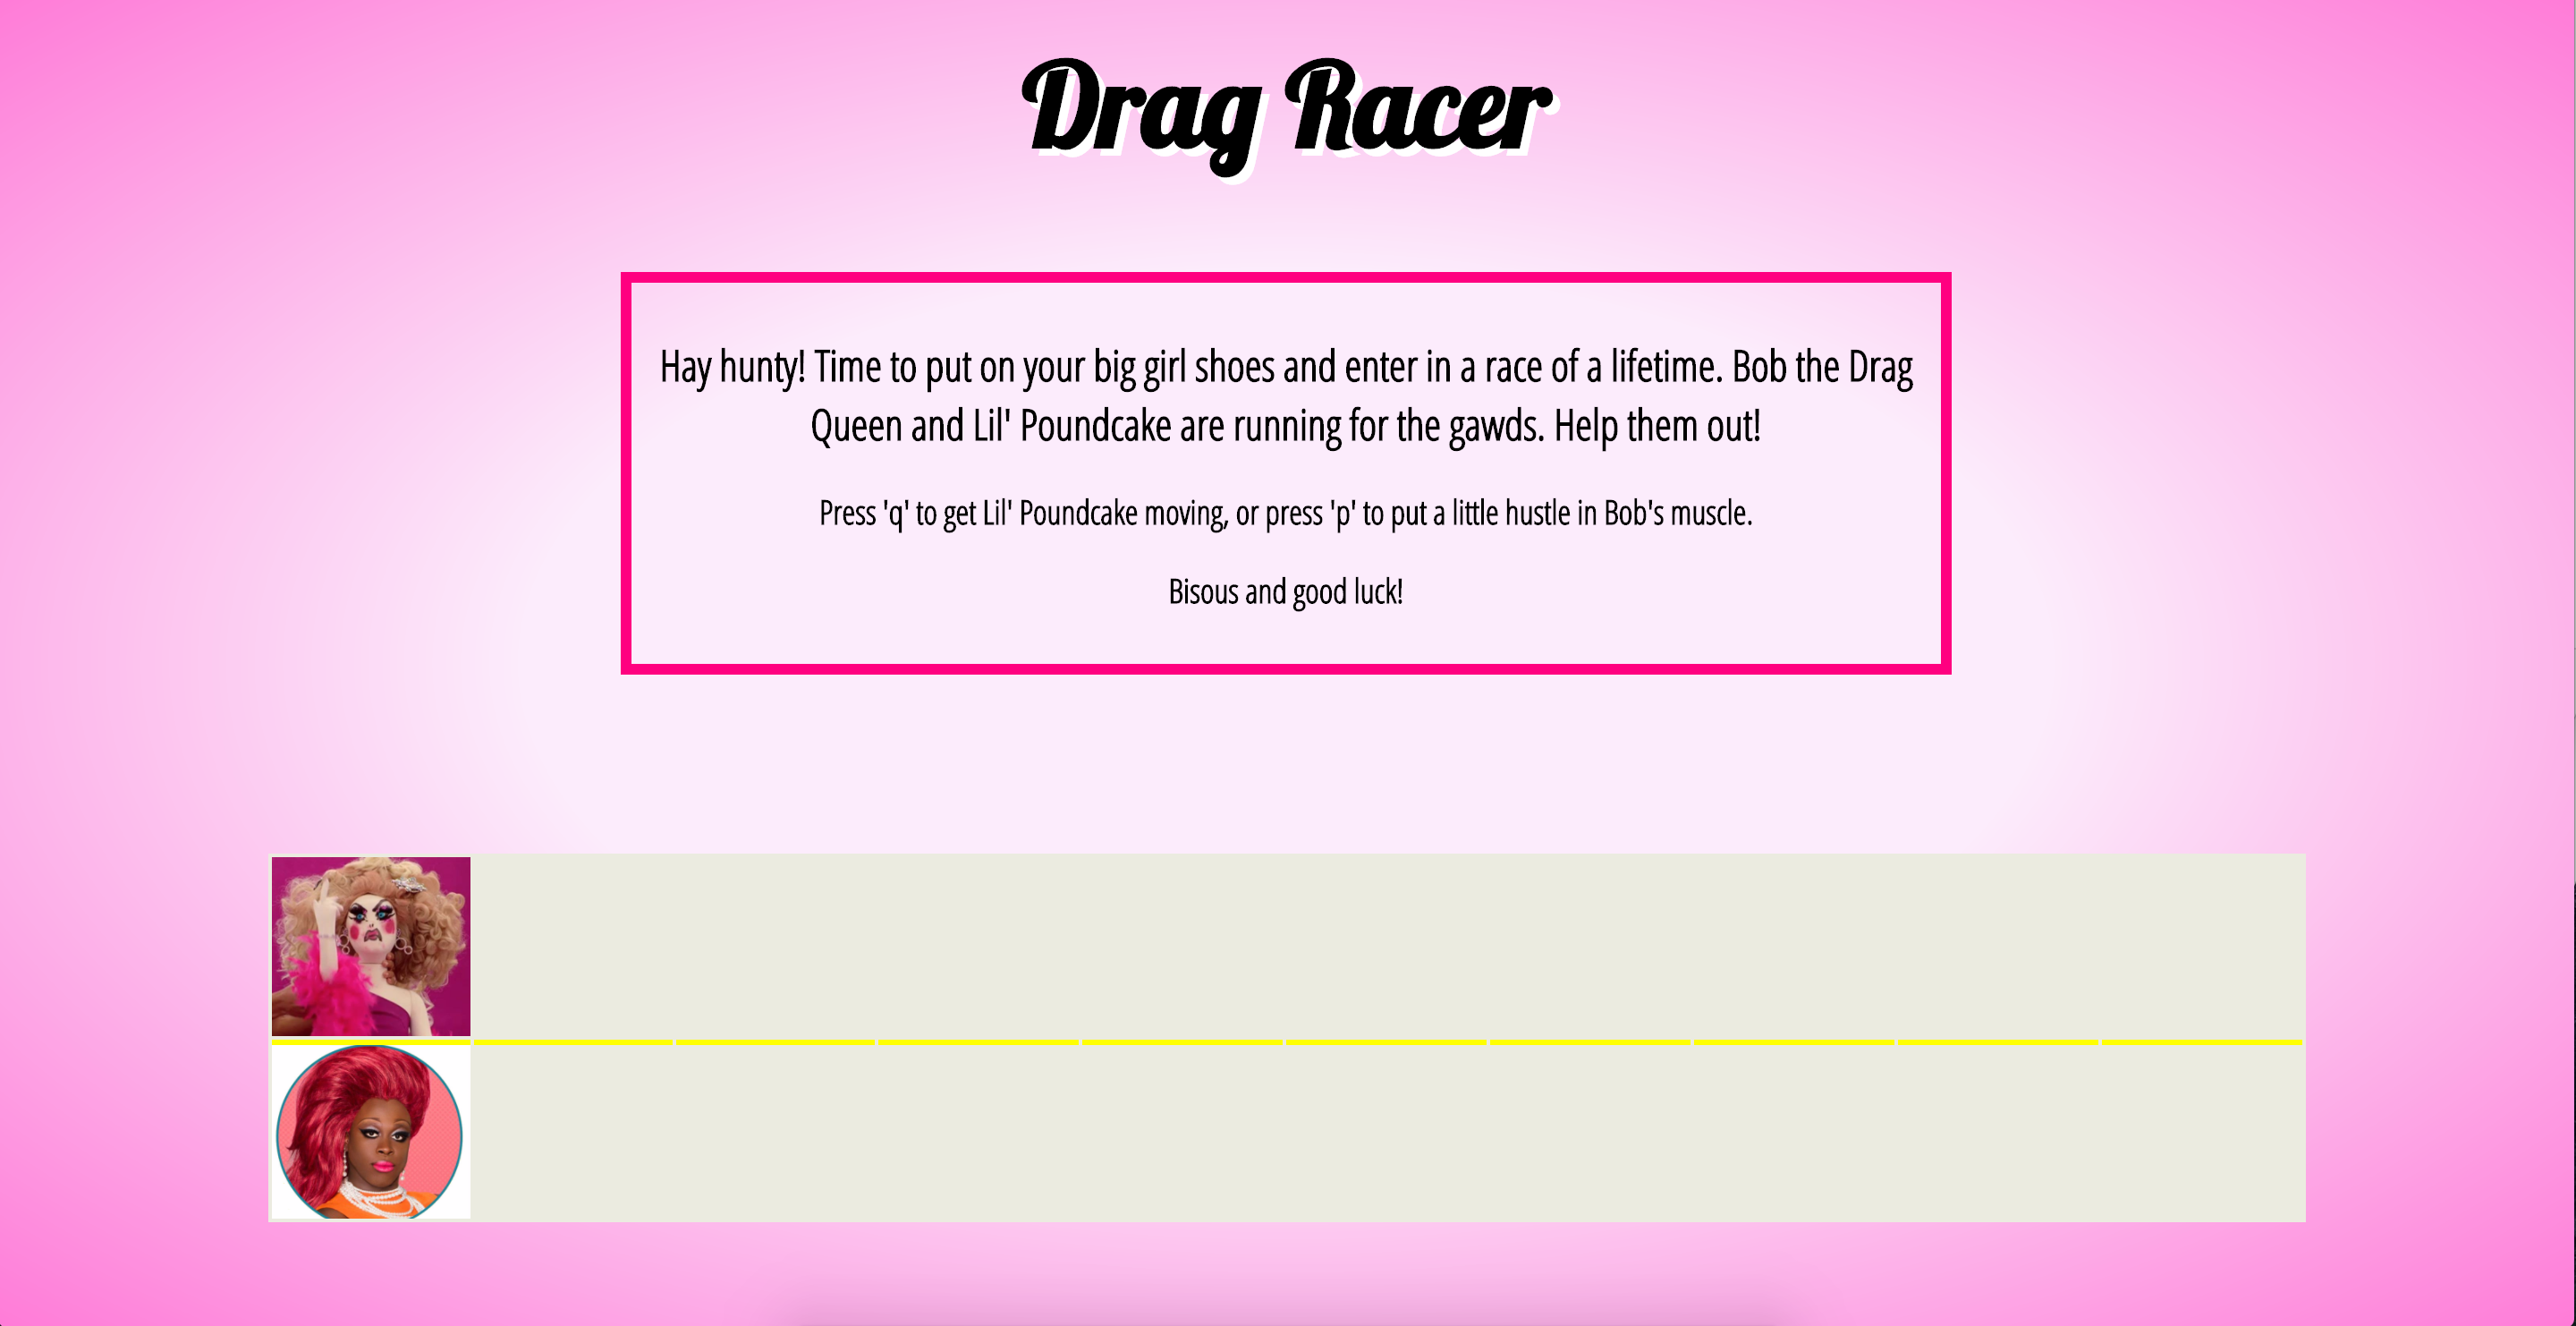 Drag Racer
Hay hunty! Time to put on your big girl shoes and enter in a race of a lifetime. Bob the Drag
Queen and Lil' Poundcake are running for the gawds. Help them out!
Press 'q' to get Lil' Poundcake moving, or press 'p' to put a little hustle in Bob's muscle.
Bisous and good luck!